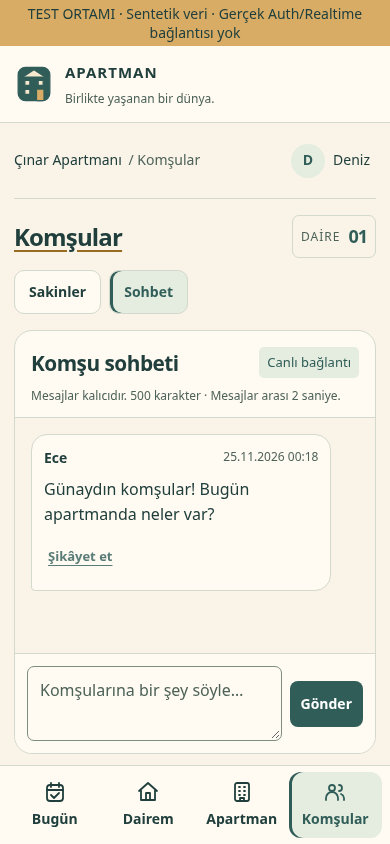 TEST ORTAMI · Sentetik veri · Gerçek Auth/Realtime
bağlantısı yok
APARTMAN
Birlikte yaşanan bir dünya.
Çınar Apartmanı / Komşular
D Deniz
Komşular
DAİRE 01
Sakinler
Sohbet
Komşu sohbeti
Canlı bağlantı
Mesajlar kalıcıdır. 500 karakter · Mesajlar arası 2 saniye.
Ece
25.11.2026 00:18
Günaydın komşular! Bugün
apartmanda neler var?
Şikâyet et
Komşularına bir şey söyle...
Gönder
Bugün
Dairem
Apartman
Komşular